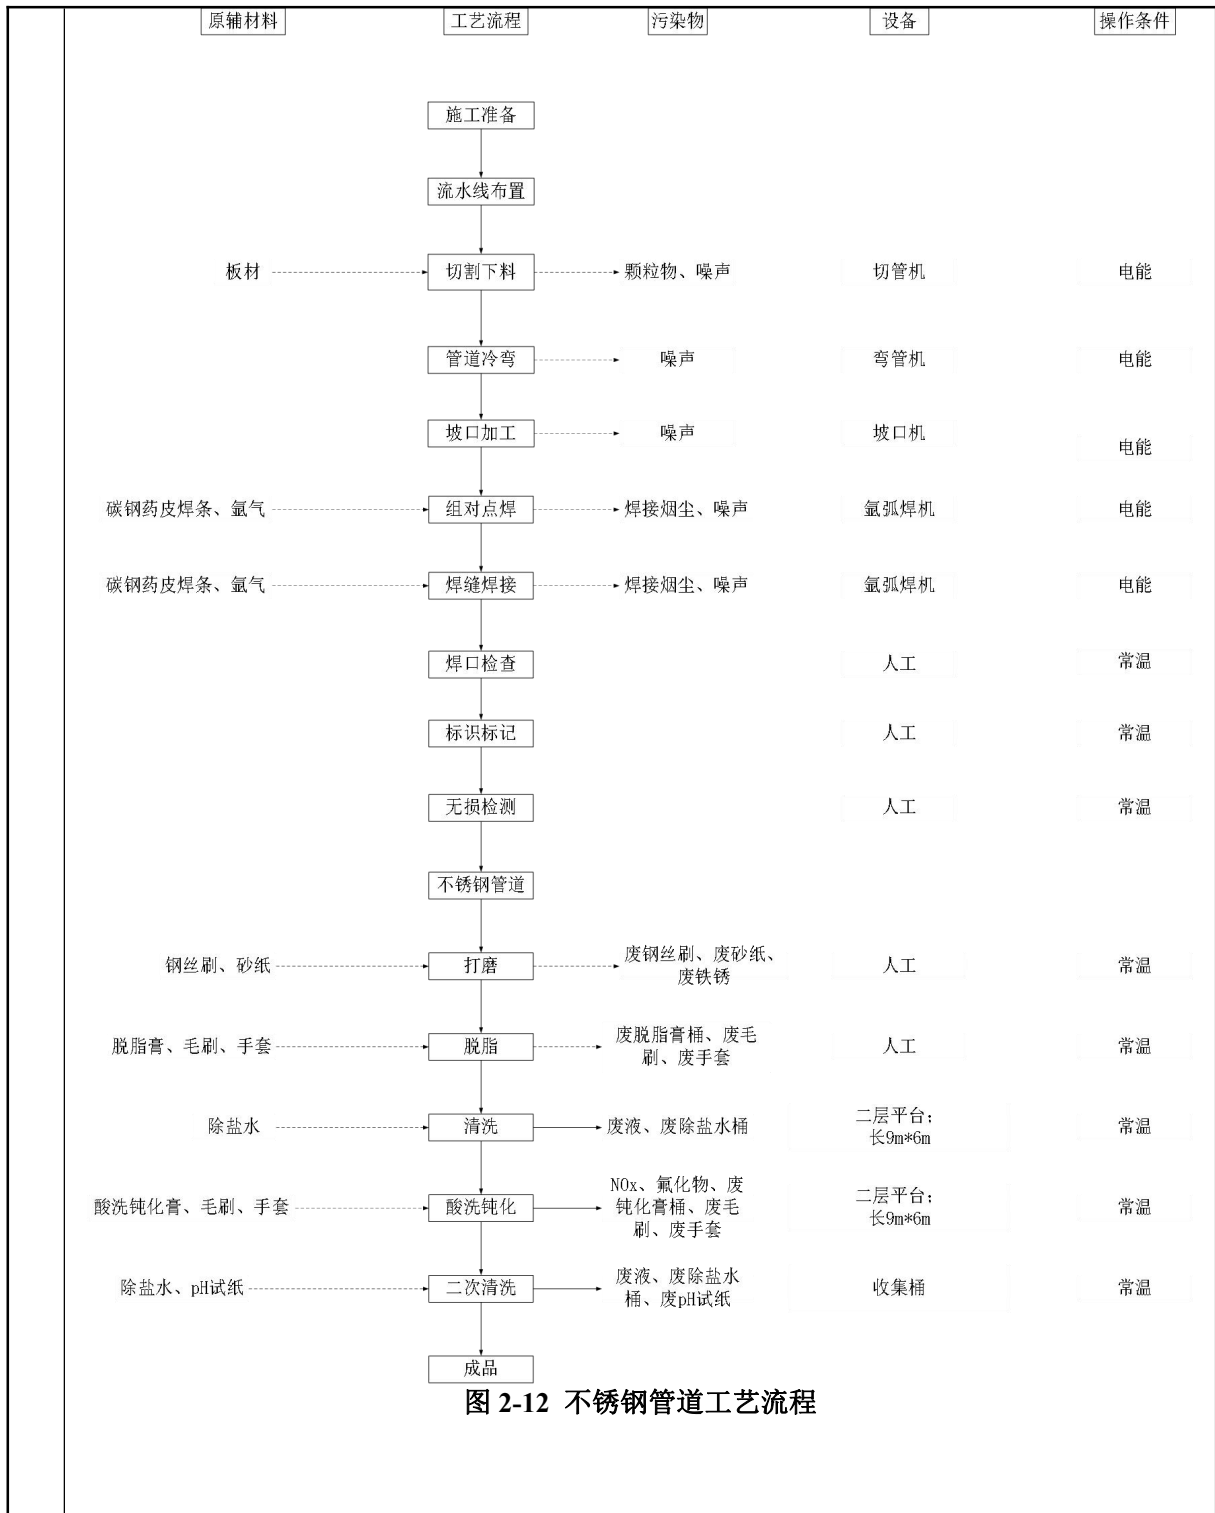 原辅材料 工艺流程 污染物 设备 操作条件
施工准备
流水线布置
板材 切割下料 颗粒物、噪声 切管机 电能
管道冷弯 噪声 弯管机 电能
坡口加工 噪声 坡口机 电能
碳钢药皮焊条、氩气 组对点焊 焊接烟尘、噪声 氩弧焊机 电能
碳钢药皮焊条、氩气 焊缝焊接 焊接烟尘、噪声 氩弧焊机 电能
焊口检查 人工 常温
标识标记 人工 常温
无损检测 人工 常温
不锈钢管道
钢丝刷、砂纸 打磨 废钢丝刷、废砂纸、
废铁锈 人工 常温
脱脂膏、毛刷、手套 脱脂 废脱脂膏桶、废毛
刷、废手套 人工 常温
除盐水 清洗 废液、废除盐水桶 二层平台；
长9m*6m 常温
酸洗钝化膏、毛刷、手套 酸洗钝化 NOx、氟化物、废
钝化膏桶、废毛
刷、废手套 二层平台；
长9m*6m 常温
除盐水、pH试纸 二次清洗 废液、废除盐水
桶、废pH试纸 收集桶 常温
成品
图 2-12 不锈钢管道工艺流程